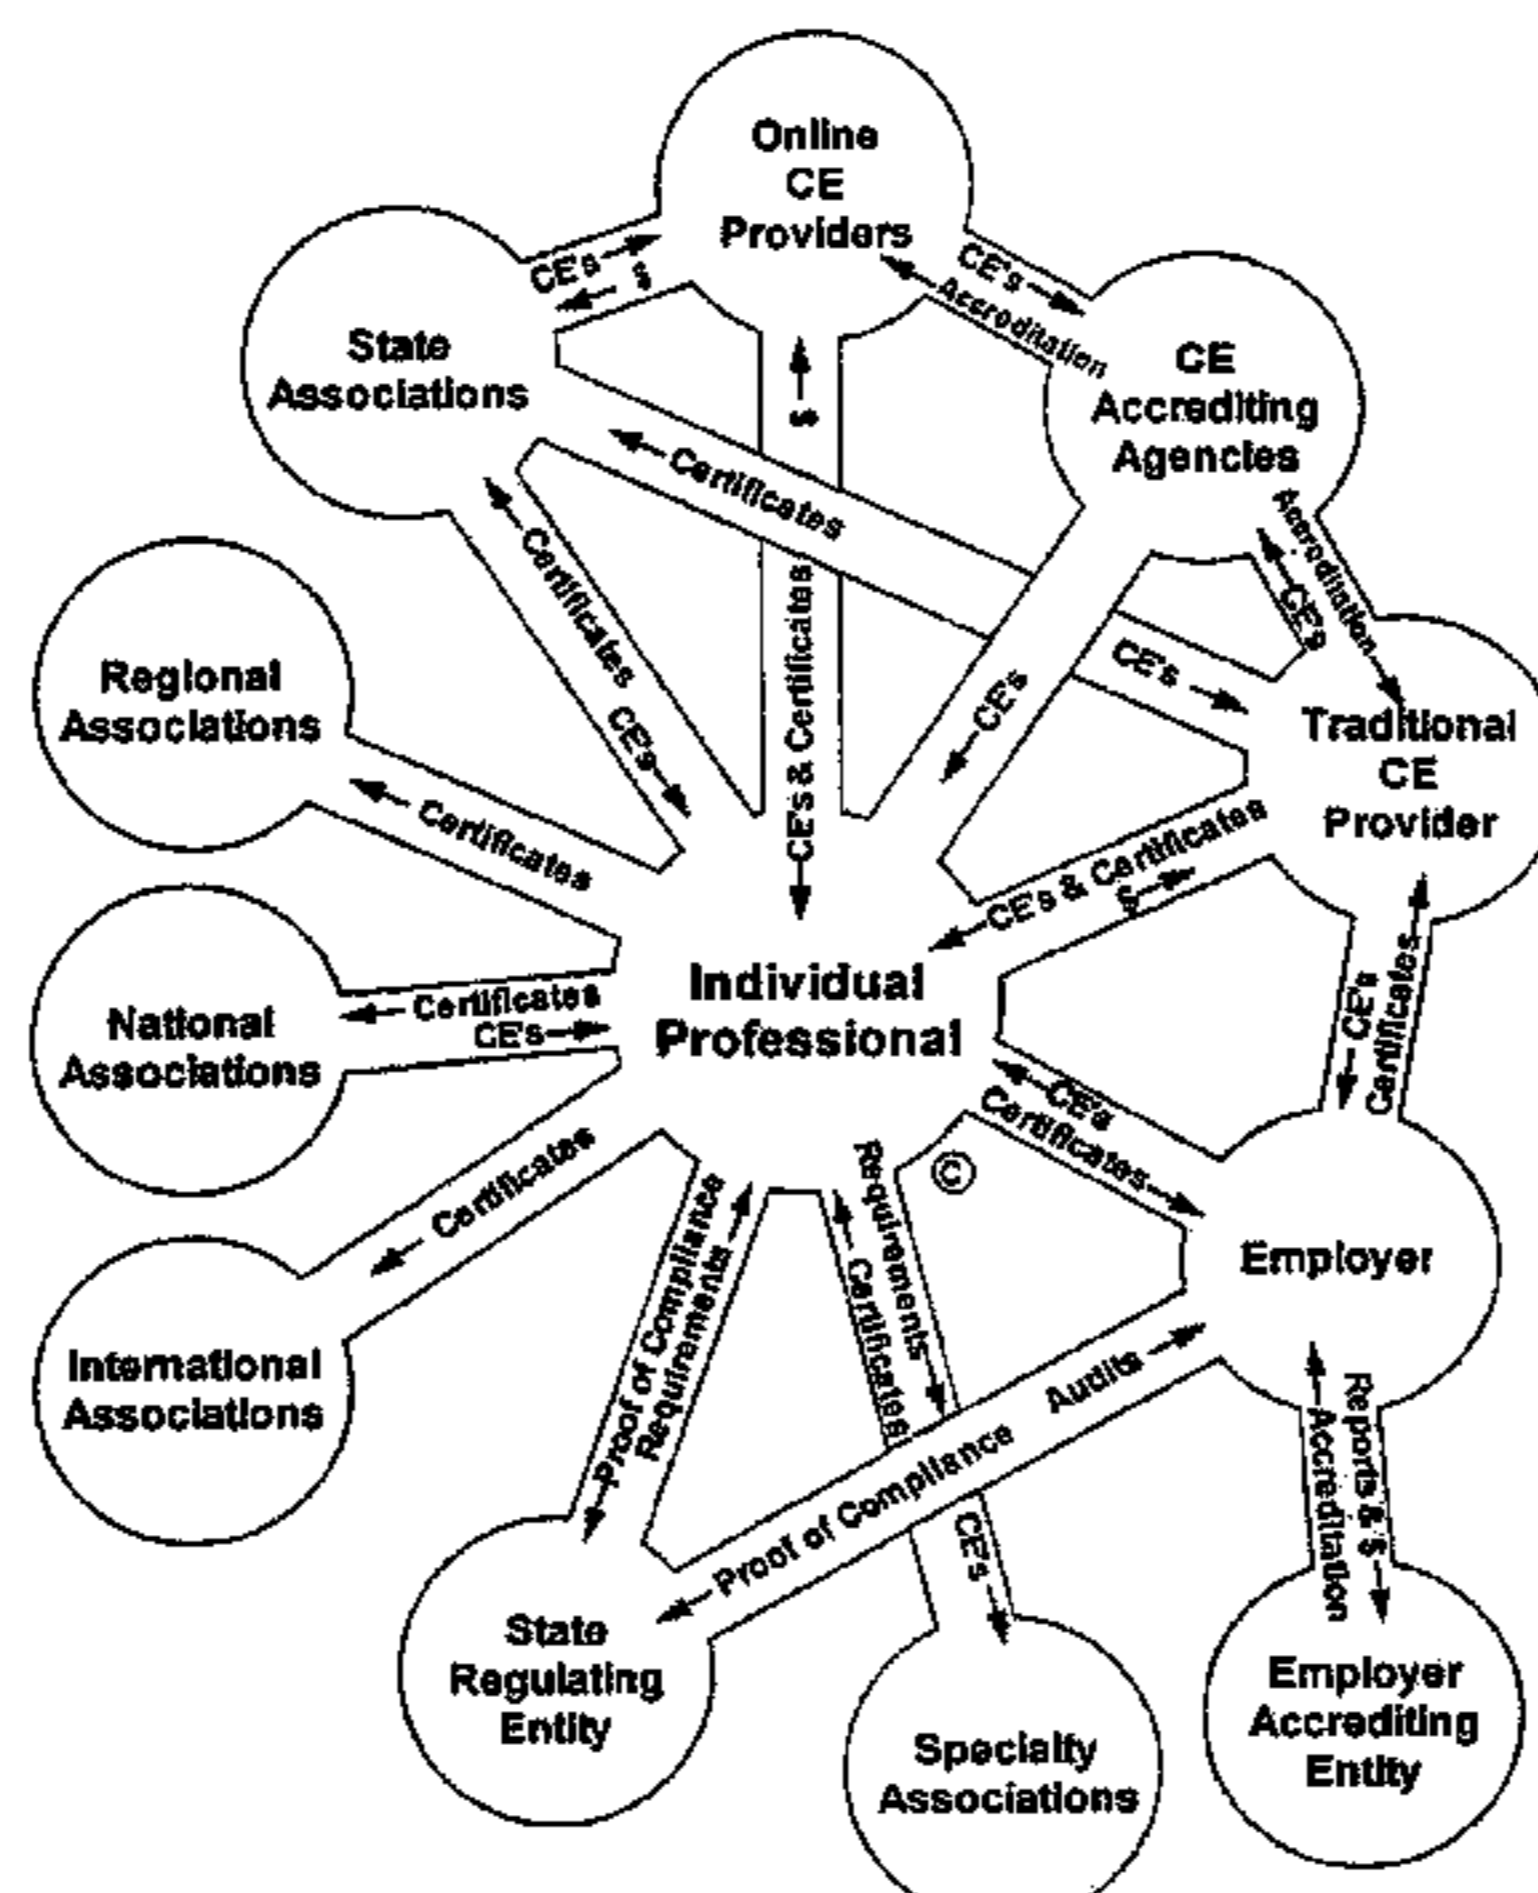 Online
CE
Providers
CE's
$
CE's
Accreditation
State
Associations
CE
Accrediting
Agencies
$
Certificates
Certificates
CE's
CE's & Certificates
Accreditation
CE's
CE's
CE's
Regional
Associations
Certificates
Traditional
CE
Provider
CE's & Certificates
$
National
Associations
Certificates
CE's
Individual
Professional
CE's
Certificates
CE's
Certificates
©
Certificates
International
Associations
Proof of Compliance
Requirements
Requirements
Certificates
CE's
Employer
Proof of Compliance
Audits
Reports & $
Accreditation
State
Regulating
Entity
Specialty
Associations
Employer
Accrediting
Entity